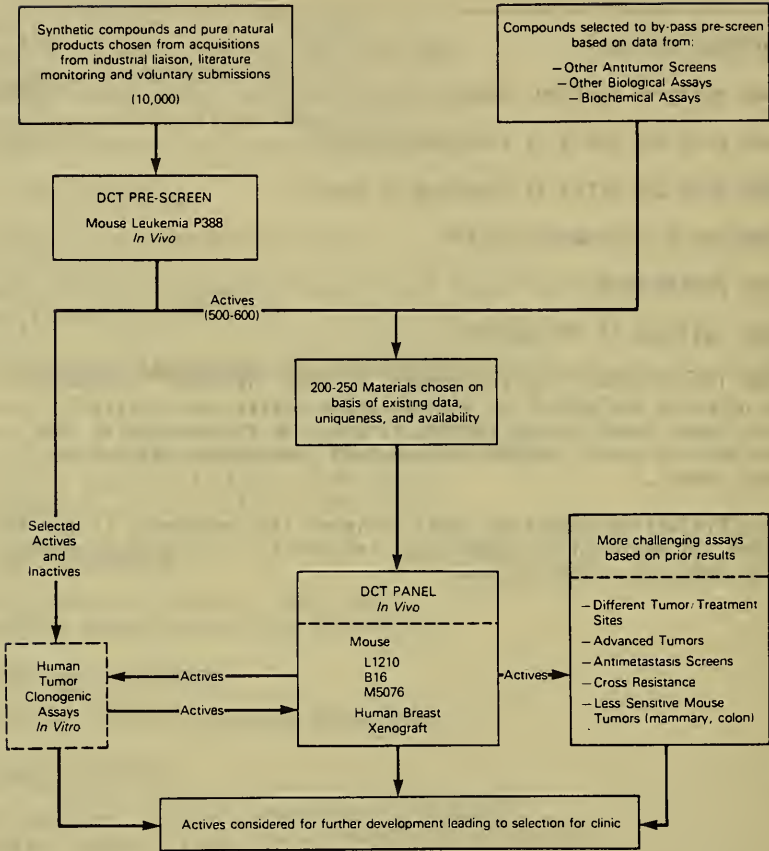 Synthetic compounds and pure natural
products chosen from acquisitions
from industrial liaison, literature
monitoring and voluntary submissions
(10,000)
Compounds selected to by-pass pre-screen
based on data from:
— Other Antitumor Screens
— Other Biological Assays
— Biochemical Assays
DCT PRE-SCREEN
Mouse Leukemia P388
In Vivo
Actives
(500-600)
200-250 Materials chosen on
basis of existing data,
uniqueness, and availability
Selected
Actives
and
Inactives
DCT PANEL
In Vivo
Mouse
L1210
B16
M5076
Human Breast
Xenograft
More challenging assays
based on prior results
— Different Tumor/Treatment
Sites
— Advanced Tumors
— Antimetastasis Screens
— Cross Resistance
— Less Sensitive Mouse
Tumors (mammary, colon)
Human
Tumor
Clonogenic
Assays
In Vitro
Actives
Actives
Actives
Actives considered for further development leading to selection for clinic